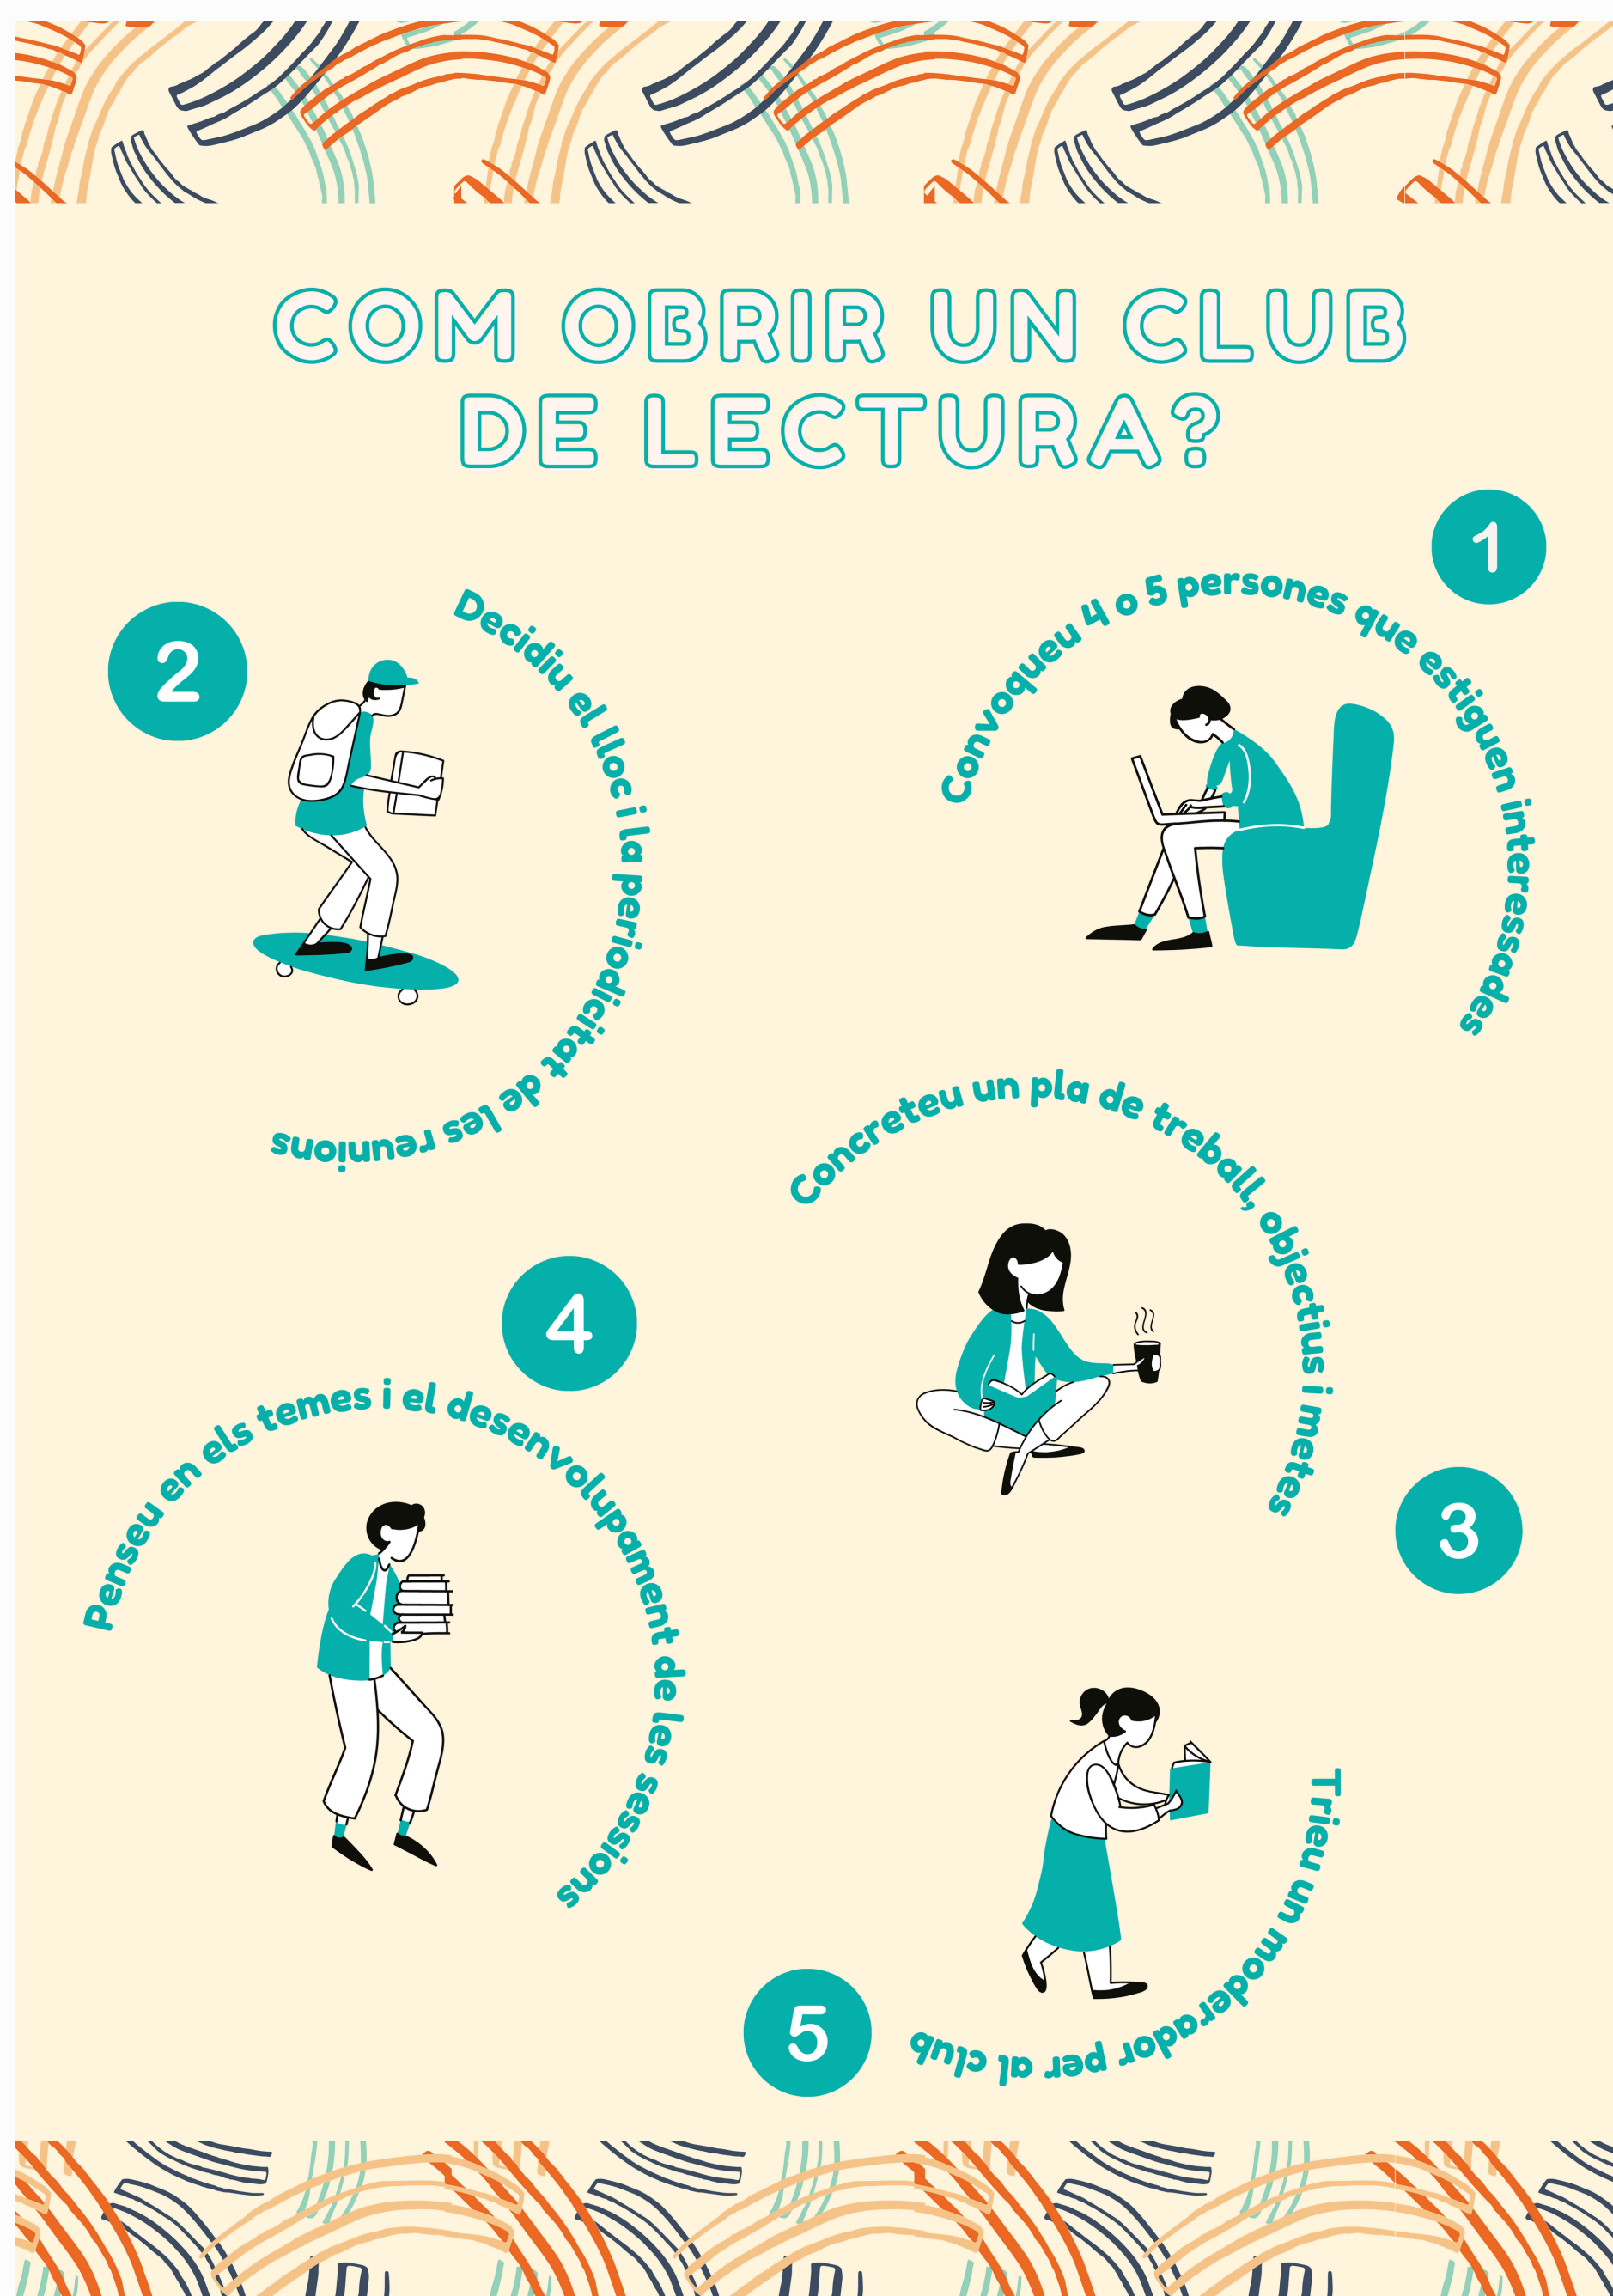 COM OBRIR UN CLUB
DE LECTURA?
1
Convoqueu 4 o 5 persones que estiguen interessades
2
Decidiu el lloc i la periodicitat de les reunions
Concreteu un pla de treball, objectius i metes
3
4
Penseu en els temes i el desenvolupament de les sessions
Trieu un moderador per al club
5